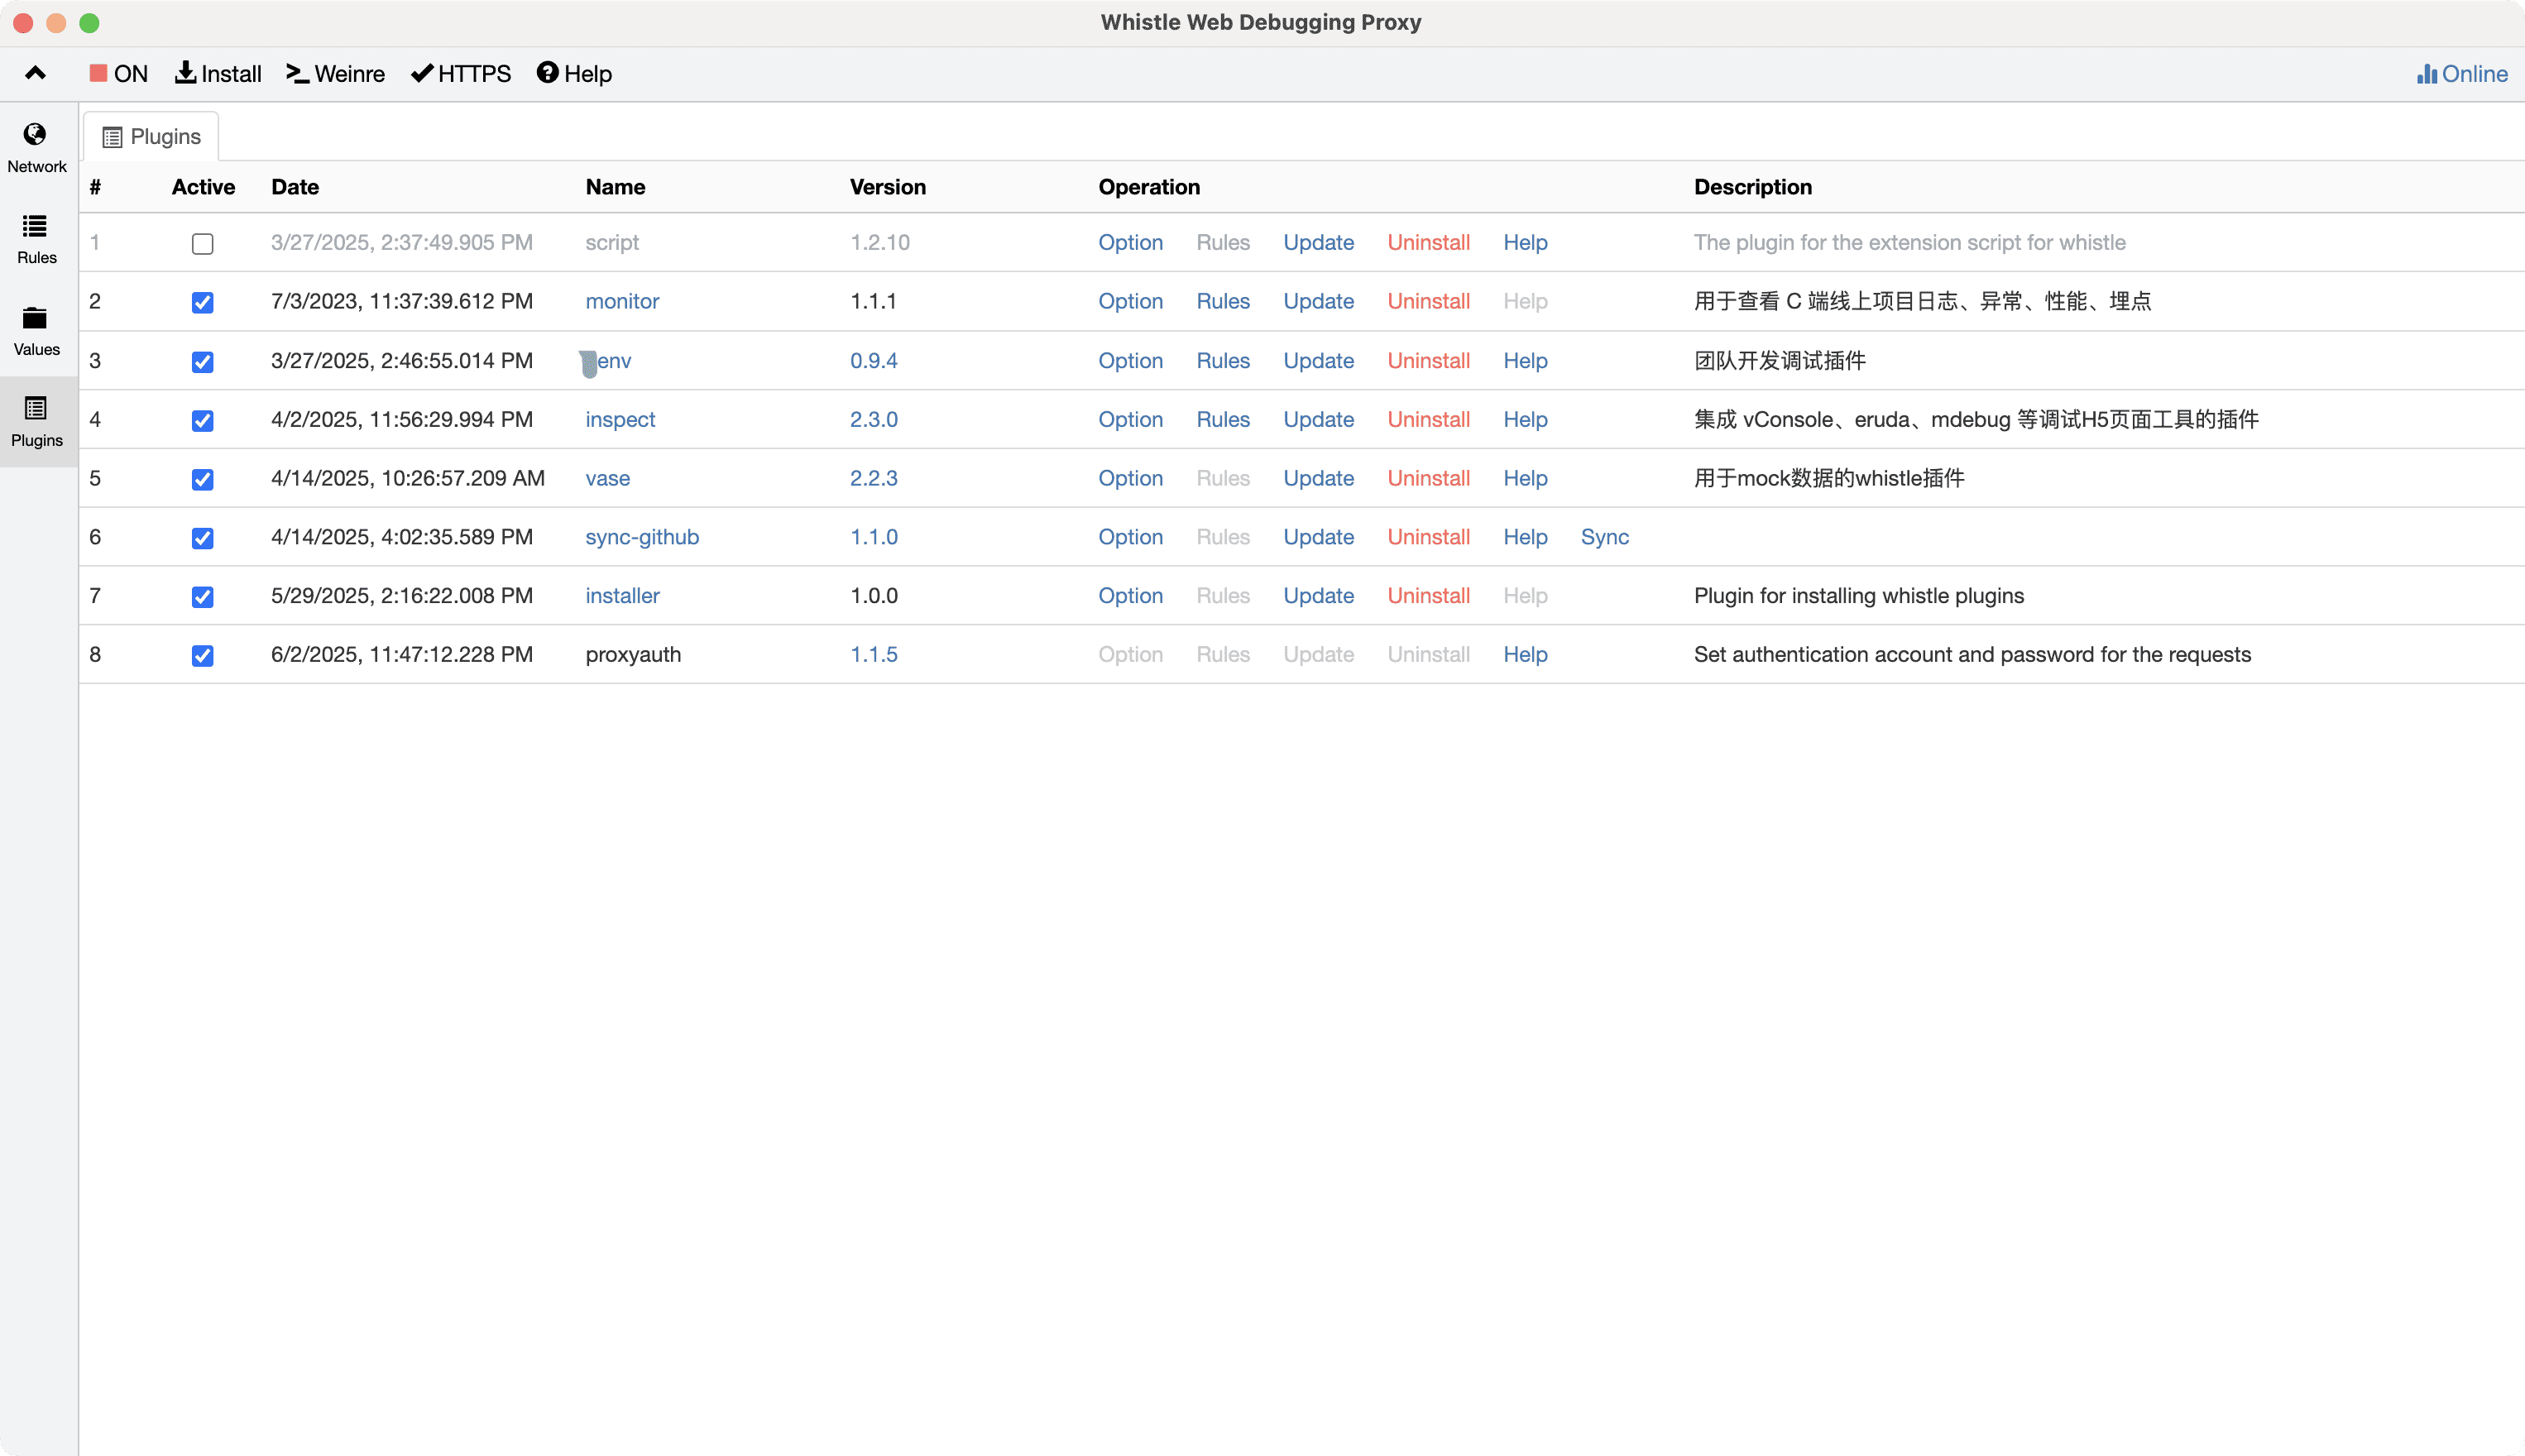 Whistle Web Debugging Proxy
ON Install Weinre HTTPS Help Online
Network
Rules
Values
Plugins
Plugins
# Active Date Name Version Operation Description
1 3/27/2025, 2:37:49.905 PM script 1.2.10 Option Rules Update Uninstall Help The plugin for the extension script for whistle
2 7/3/2023, 11:37:39.612 PM monitor 1.1.1 Option Rules Update Uninstall Help 用于查看 C 端线上项目日志、异常、性能、埋点
3 3/27/2025, 2:46:55.014 PM env 0.9.4 Option Rules Update Uninstall Help 团队开发调试插件
4 4/2/2025, 11:56:29.994 PM inspect 2.3.0 Option Rules Update Uninstall Help 集成 vConsole、eruda、mdebug 等调试H5页面工具的插件
5 4/14/2025, 10:26:57.209 AM vase 2.2.3 Option Rules Update Uninstall Help 用于mock数据的whistle插件
6 4/14/2025, 4:02:35.589 PM sync-github 1.1.0 Option Rules Update Uninstall Help Sync
7 5/29/2025, 2:16:22.008 PM installer 1.0.0 Option Rules Update Uninstall Help Plugin for installing whistle plugins
8 6/2/2025, 11:47:12.228 PM proxyauth 1.1.5 Option Rules Update Uninstall Help Set authentication account and password for the requests